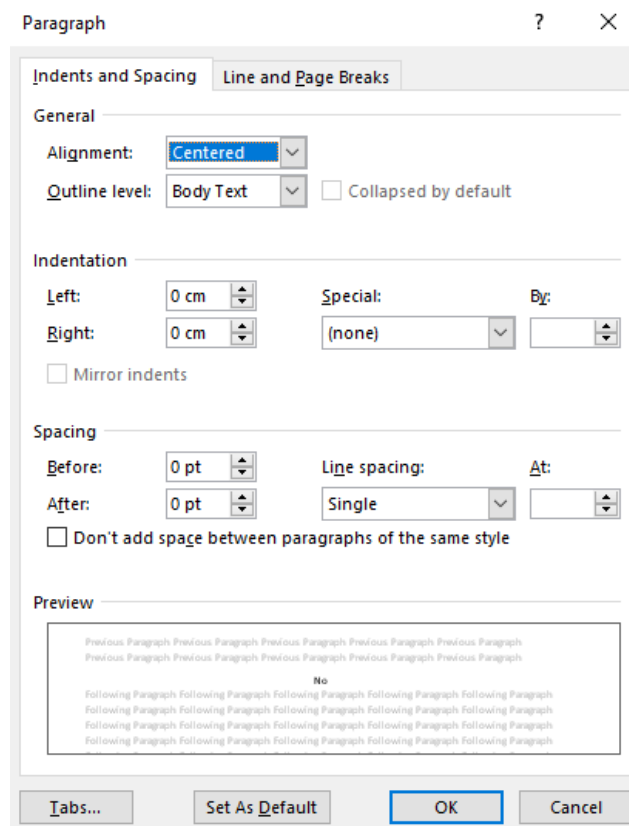 Paragraph ?
Indents and Spacing Line and Page Breaks
General
Alignment: Centered
Outline level: Body Text Collapsed by default
Indentation
Left: 0 cm Special: By:
Right: 0 cm (none)
Mirror indents
Spacing
Before: 0 pt Line spacing: At:
After: 0 pt Single
Don't add space between paragraphs of the same style
Preview
Previous Paragraph Previous Paragraph Previous Paragraph Previous Paragraph Previous Paragraph
Previous Paragraph Previous Paragraph Previous Paragraph Previous Paragraph Previous Paragraph
No
Following Paragraph Following Paragraph Following Paragraph Following Paragraph Following Paragraph
Following Paragraph Following Paragraph Following Paragraph Following Paragraph Following Paragraph
Following Paragraph Following Paragraph Following Paragraph Following Paragraph Following Paragraph
Following Paragraph Following Paragraph Following Paragraph Following Paragraph Following Paragraph
Tabs... Set As Default OK Cancel